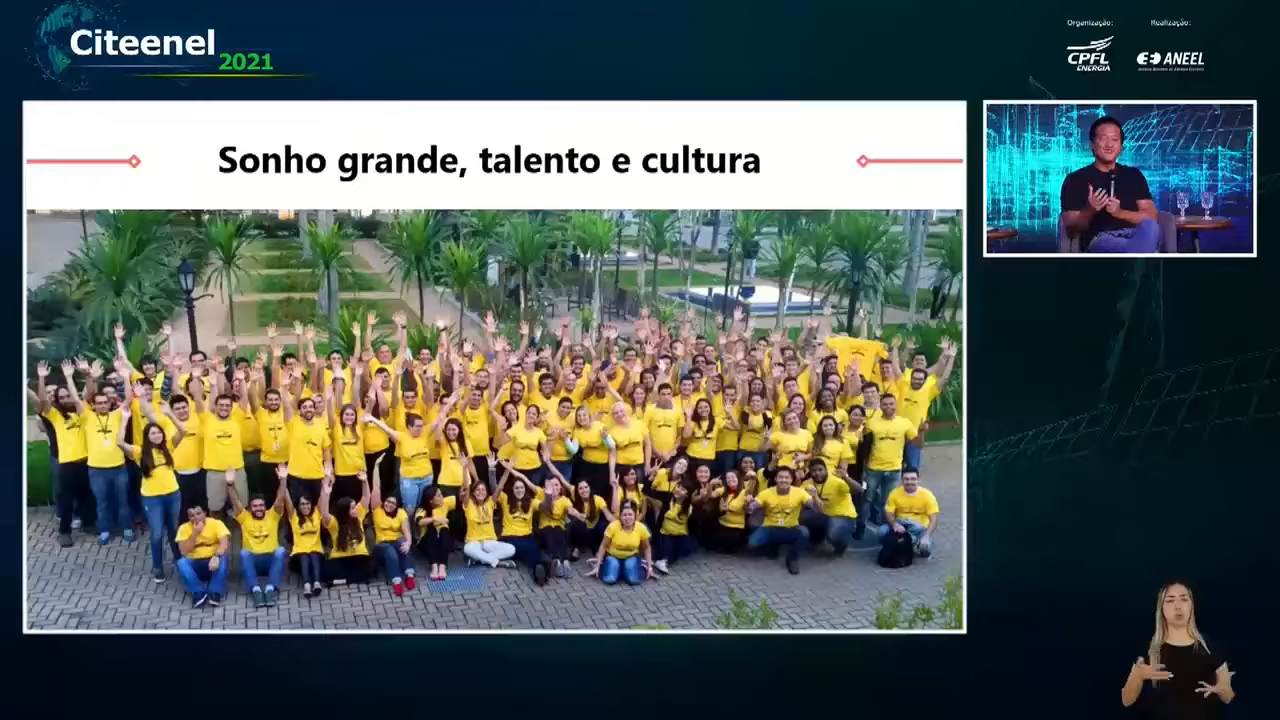 Citeenel
2021
Organização:
Realização:
CPFL
ENERGIA
ANEEL
Sonho grande, talento e cultura